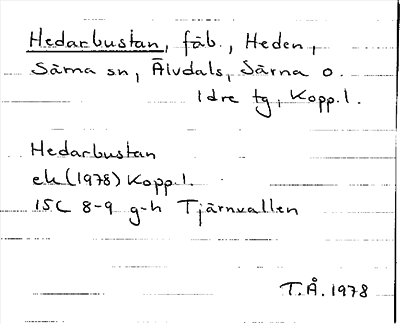 Hedarbustan, fäb., Heden,
Särna sn, Älvdals, Särna o.
Idre tg, Kopp. l.
Hedarbustan
ek (1978) Kopp. l.
15C 8-9 g-h Tjärnvallen
T.Å. 1978